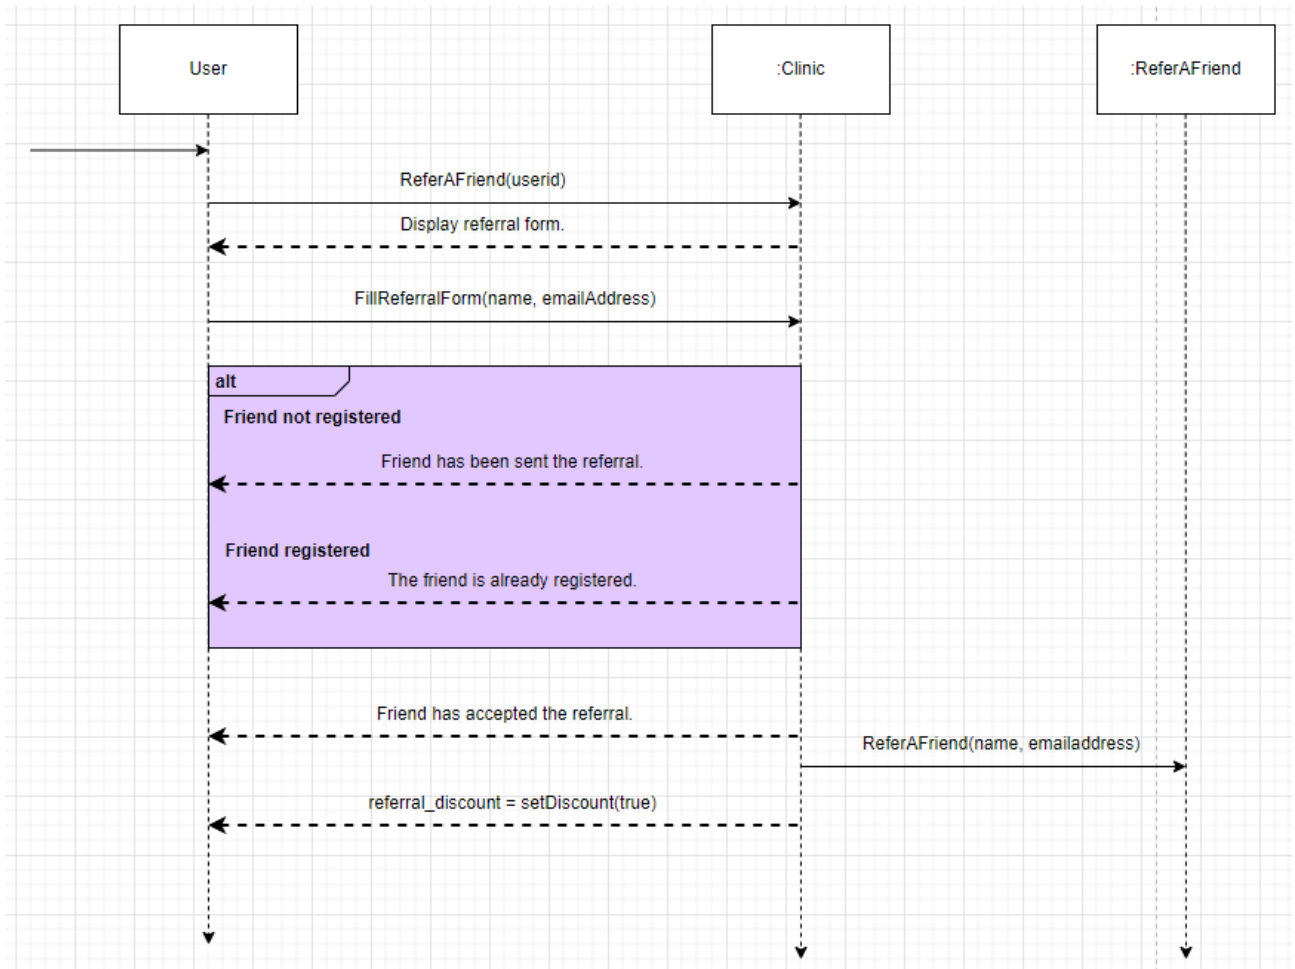 User
:Clinic
:ReferAFriend
ReferAFriend(userid)
Display referral form.
FillReferralForm(name, emailAddress)
alt
Friend not registered
Friend has been sent the referral.
Friend registered
The friend is already registered.
Friend has accepted the referral.
ReferAFriend(name, emailaddress)
referral_discount = setDiscount(true)